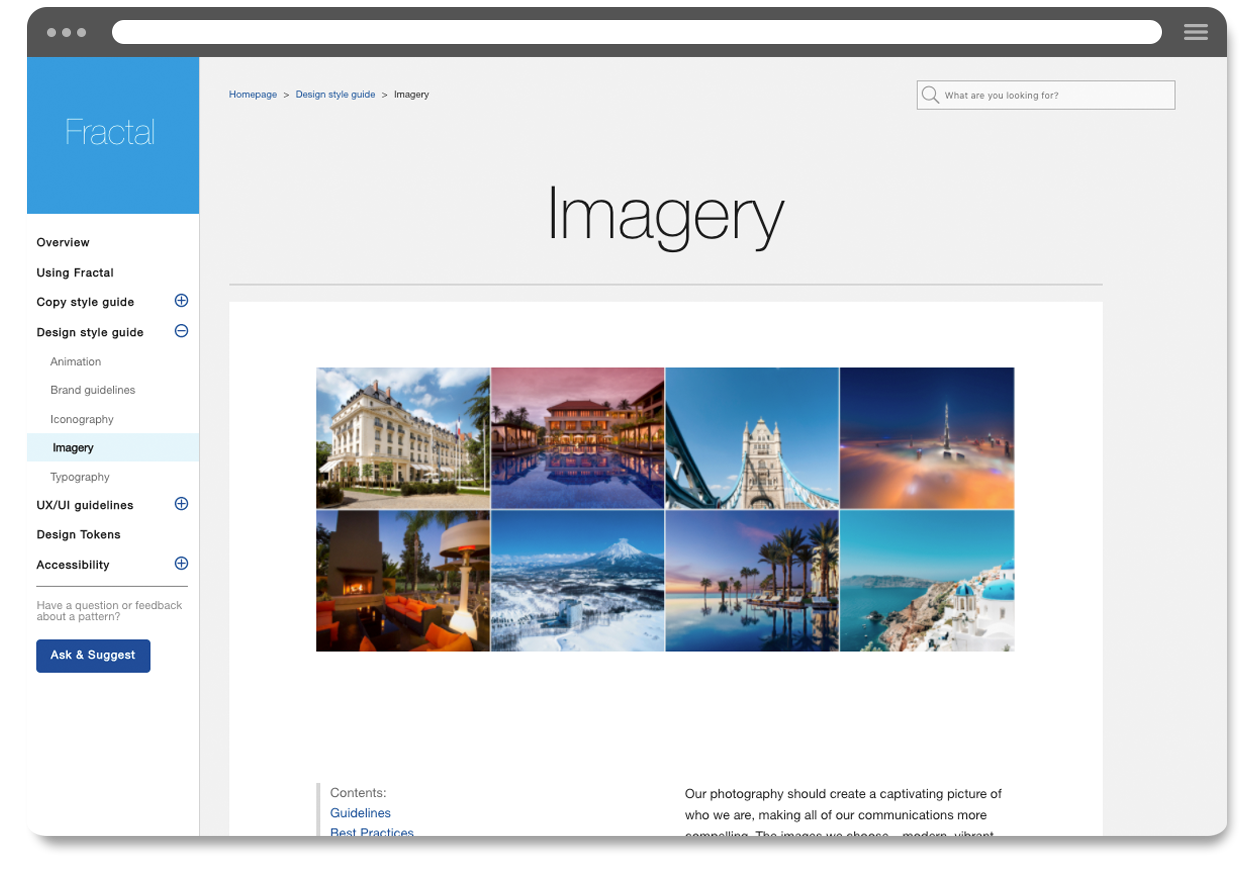 Fractal
Overview
Using Fractal
Copy style guide
Design style guide
Animation
Brand guidelines
Iconography
Imagery
Typography
UX/UI guidelines
Design Tokens
Accessibility
Have a question or feedback
about a pattern?
Ask & Suggest
Homepage > Design style guide > Imagery
What are you looking for?
Imagery
Contents:
Guidelines
Best Practices
Our photography should create a captivating picture of
who we are, making all of our communications more
compelling. The images we choose – modern, vibrant